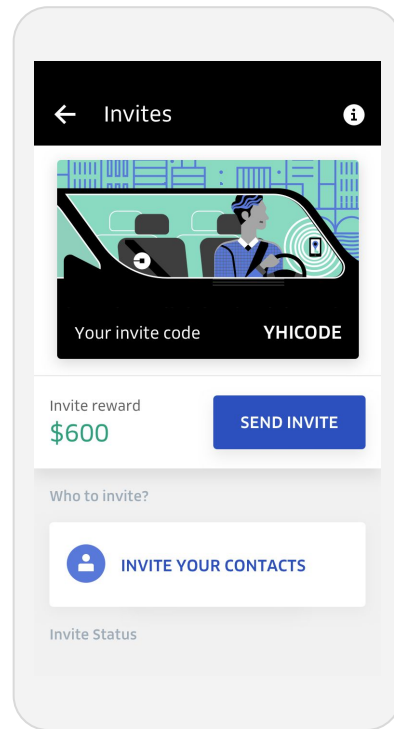 Invites
Your invite code YHICODE
Invite reward
$600
SEND INVITE
Who to invite?
INVITE YOUR CONTACTS
Invite Status